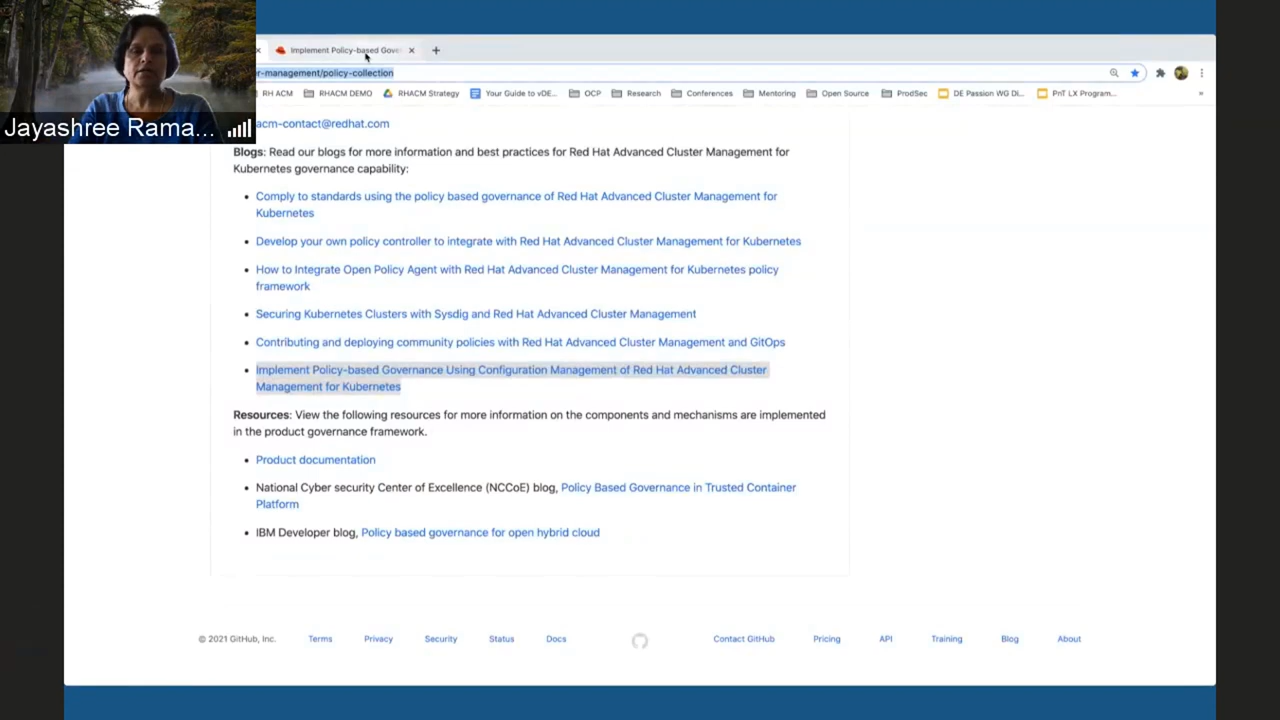 Implement Policy-based Gove
r-management/policy-collection
RH ACM RHACM DEMO RHACM Strategy Your Guide to vDE... OCP Research Conferences Mentoring Open Source ProdSec DE Passion WG Di... PnT LX Program... »
Jayashree Rama...
acm-contact@redhat.com
Blogs: Read our blogs for more information and best practices for Red Hat Advanced Cluster Management for
Kubernetes governance capability:
• Comply to standards using the policy based governance of Red Hat Advanced Cluster Management for
Kubernetes
• Develop your own policy controller to integrate with Red Hat Advanced Cluster Management for Kubernetes
• How to Integrate Open Policy Agent with Red Hat Advanced Cluster Management for Kubernetes policy
framework
• Securing Kubernetes Clusters with Sysdig and Red Hat Advanced Cluster Management
• Contributing and deploying community policies with Red Hat Advanced Cluster Management and GitOps
• Implement Policy-based Governance Using Configuration Management of Red Hat Advanced Cluster
Management for Kubernetes
Resources: View the following resources for more information on the components and mechanisms are implemented
in the product governance framework.
• Product documentation
• National Cyber security Center of Excellence (NCCoE) blog, Policy Based Governance in Trusted Container
Platform
• IBM Developer blog, Policy based governance for open hybrid cloud
© 2021 GitHub, Inc. Terms Privacy Security Status Docs Contact GitHub Pricing API Training Blog About